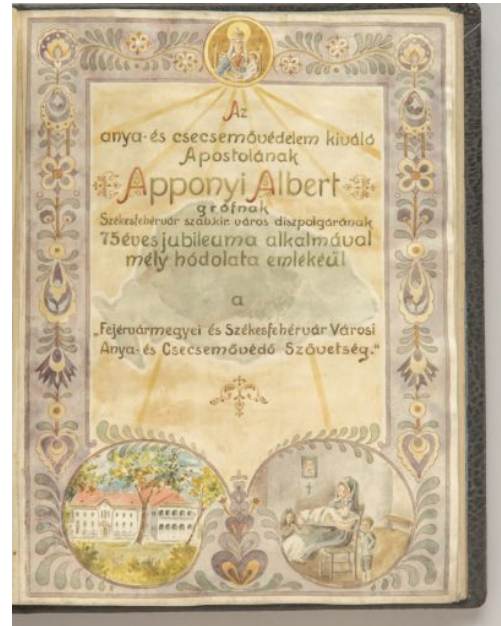 Az
anya- és csecsemővédelem kiváló
Apostolának
Apponyi Albert
grófnak
Székesfehérvár szab.kir. város díszpolgárának
75 éves jubileuma alkalmával
mély hódolata emlékéül
a
„Fejérvármegyei és Székesfehérvár Városi
Anya- és Csecsemővédő Szövetség.“